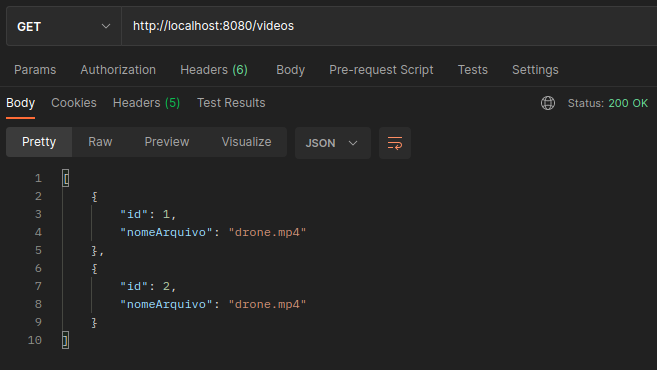 GET http://localhost:8080/videos
Params Authorization Headers (6) Body Pre-request Script Tests Settings
Body Cookies Headers (5) Test Results Status: 200 OK
Pretty Raw Preview Visualize JSON
1 [
2 {
3 "id": 1,
4 "nomeArquivo": "drone.mp4"
5 },
6 {
7 "id": 2,
8 "nomeArquivo": "drone.mp4"
9 }
10 ]